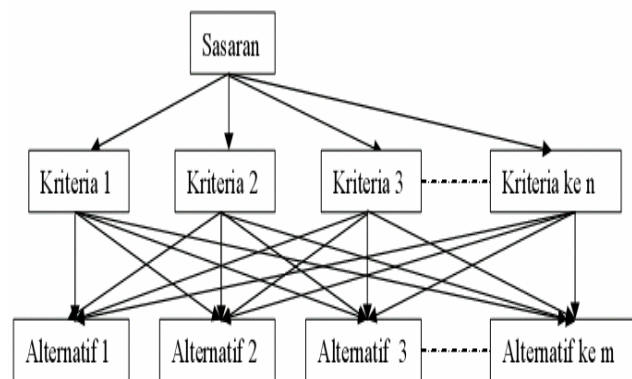 Sasaran
Kriteria 1
Kriteria 2
Kriteria 3
Kriteria ke n
Alternatif 1
Alternatif 2
Alternatif 3
Alternatif ke m